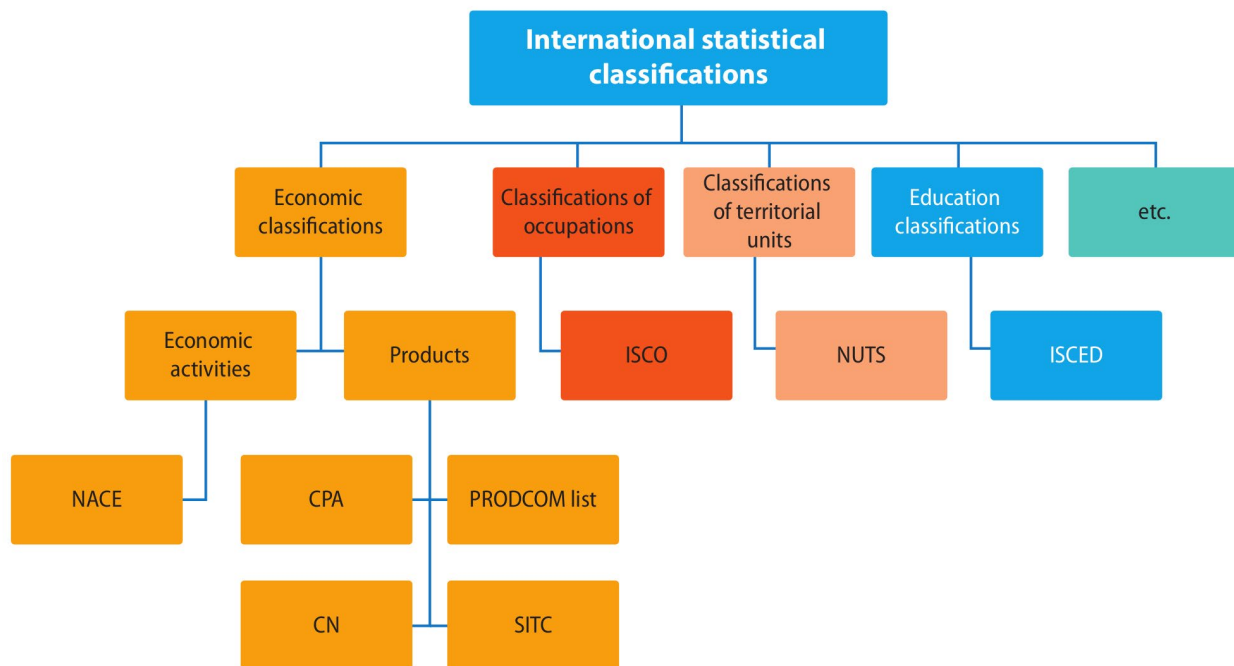 International statistical
classifications
Economic
classifications
Classifications of
occupations
Classifications
of territorial
units
Education
classifications
etc.
Economic
activities
Products
ISCO
NUTS
ISCED
NACE
CPA
PRODCOM list
CN
SITC